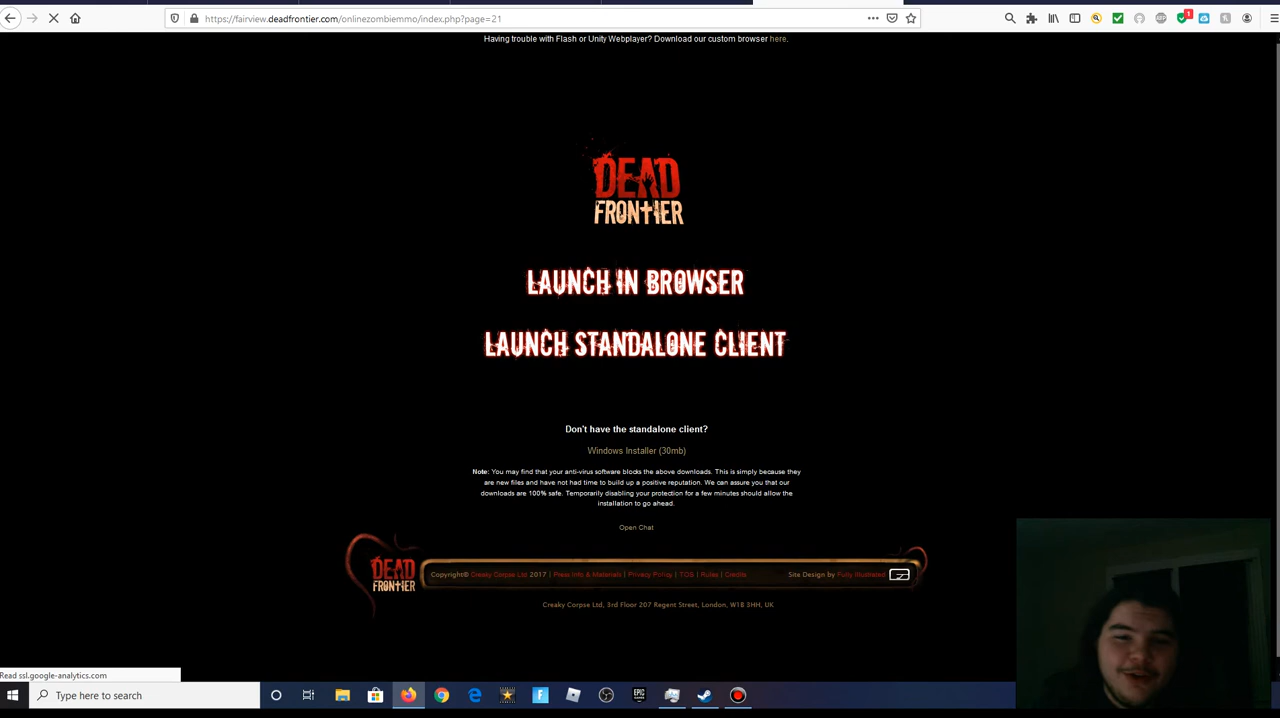 https://fairview.deadfrontier.com/onlinezombiemmo/index.php?page=21
1
Having trouble with Flash or Unity Webplayer? Download our custom browser here.
DEAD
FRONTIER
LAUNCH IN BROWSER
LAUNCH STANDALONE CLIENT
Don't have the standalone client?
Windows Installer (30mb)
Note: You may find that your anti-virus software blocks the above downloads. This is simply because they
are new files and have not had time to build up a positive reputation. We can assure you that our
downloads are 100% safe. Temporarily disabling your protection for a few minutes should allow the
installation to go ahead.
Open Chat
DEAD
FRONTIER
Copyright© Creaky Corpse Ltd 2017 | Press Info & Materials | Privacy Policy | TOS | Rules | Credits
Site Design by Fully Illustrated
Creaky Corpse Ltd, 3rd Floor 207 Regent Street, London, W1B 3HH, UK
Read ssl.google-analytics.com
Type here to search
EPIC